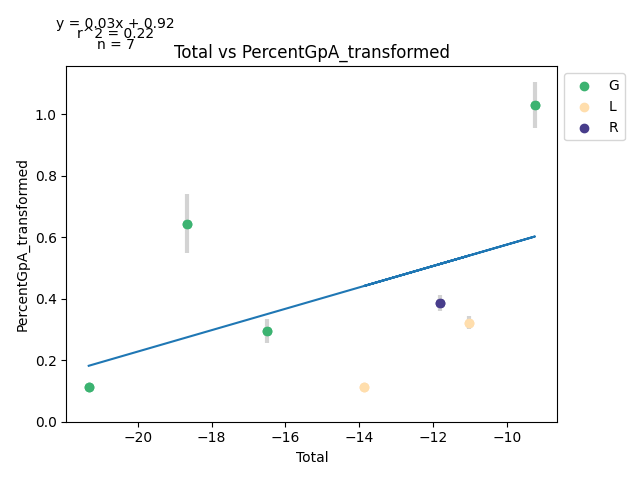 y = 0.03x + 0.92
r^2 = 0.22
n = 7
Total vs PercentGpA_transformed
G
L
R
1.0
0.8
0.6
0.4
0.2
0.0
PercentGpA_transformed
−20
−18
−16
−14
−12
−10
Total